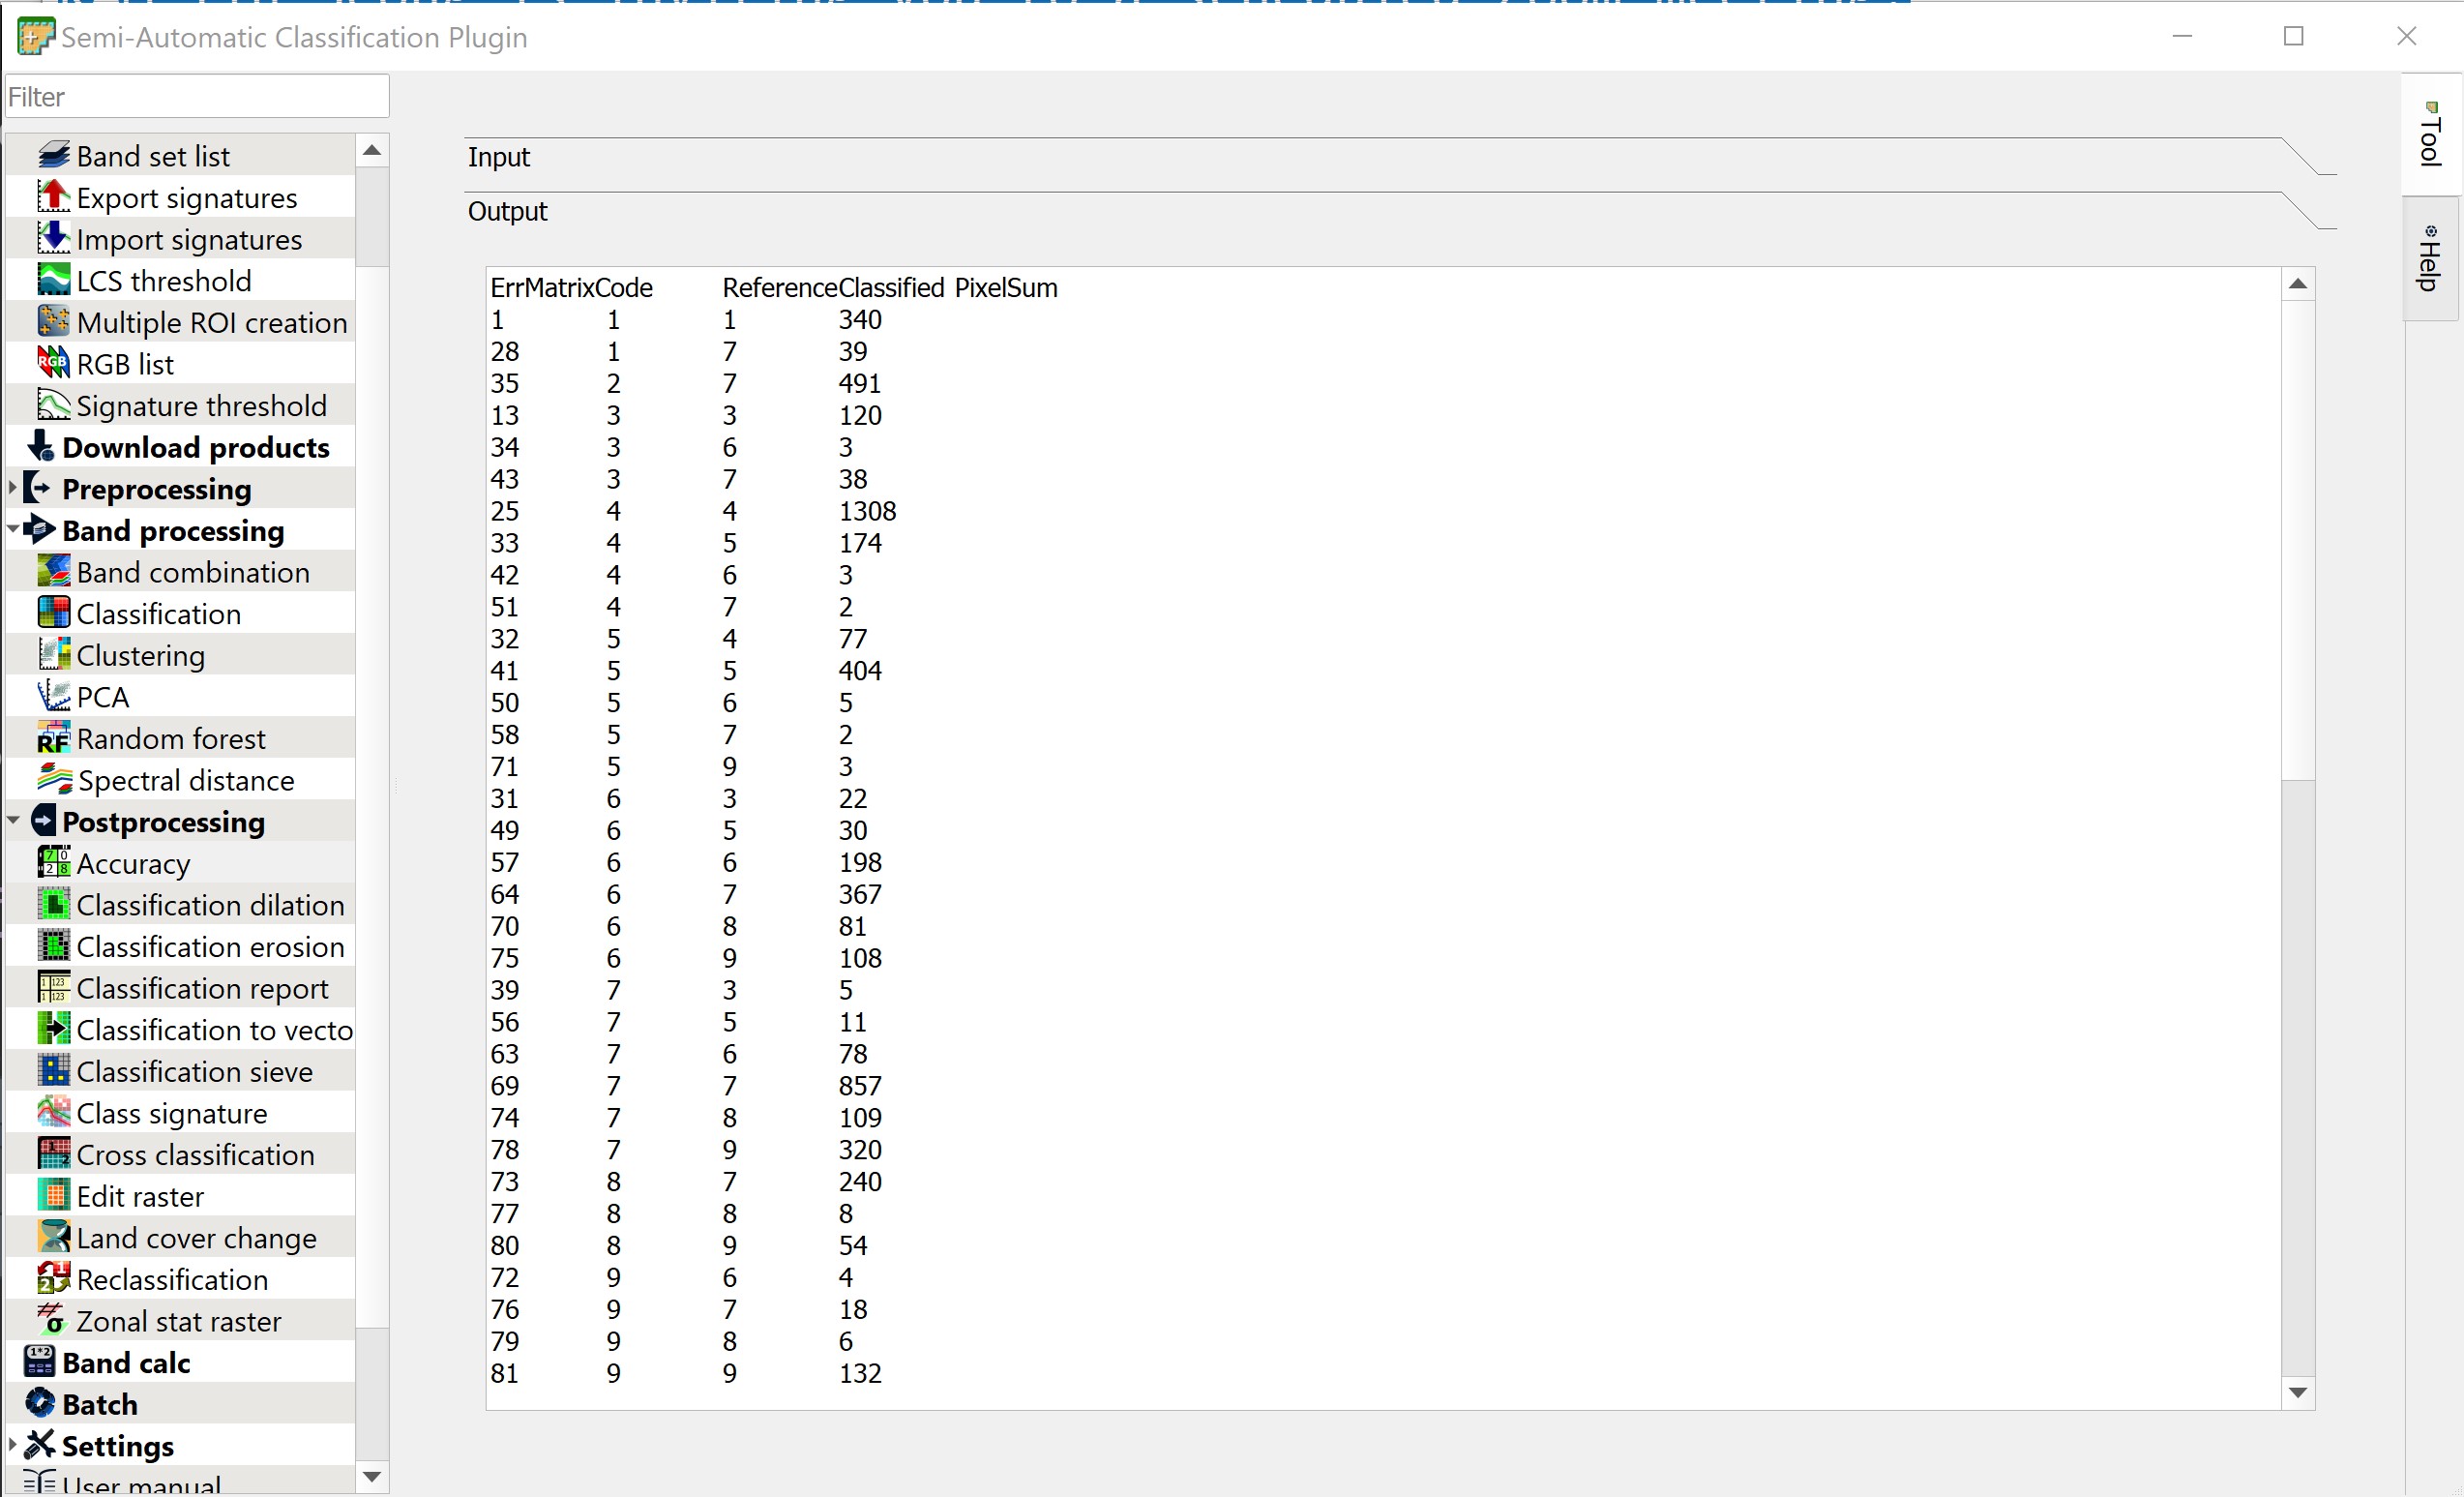 Semi-Automatic Classification Plugin
Filter
Band set list
Export signatures
Import signatures
LCS threshold
Multiple ROI creation
RGB list
Signature threshold
Download products
Preprocessing
Band processing
Band combination
Classification
Clustering
PCA
Random forest
Spectral distance
Postprocessing
Accuracy
Classification dilation
Classification erosion
Classification report
Classification to vecto
Classification sieve
Class signature
Cross classification
Edit raster
Land cover change
Reclassification
Zonal stat raster
Band calc
Batch
Settings
User manual
Input
Output
ErrMatrixCode ReferenceClassified PixelSum
1 1 1 340
28 1 7 39
35 2 7 491
13 3 3 120
34 3 6 3
43 3 7 38
25 4 4 1308
33 4 5 174
42 4 6 3
51 4 7 2
32 5 4 77
41 5 5 404
50 5 6 5
58 5 7 2
71 5 9 3
31 6 3 22
49 6 5 30
57 6 6 198
64 6 7 367
70 6 8 81
75 6 9 108
39 7 3 5
56 7 5 11
63 7 6 78
69 7 7 857
74 7 8 109
78 7 9 320
73 8 7 240
77 8 8 8
80 8 9 54
72 9 6 4
76 9 7 18
79 9 8 6
81 9 9 132
Tool
Help